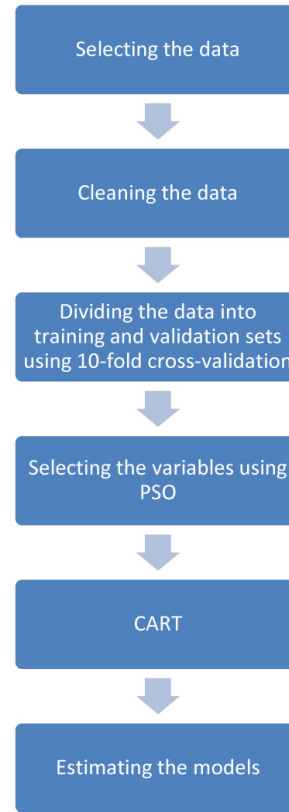 Selecting the data
Cleaning the data
Dividing the data into
training and validation sets
using 10-fold cross-validation
Selecting the variables using
PSO
CART
Estimating the models